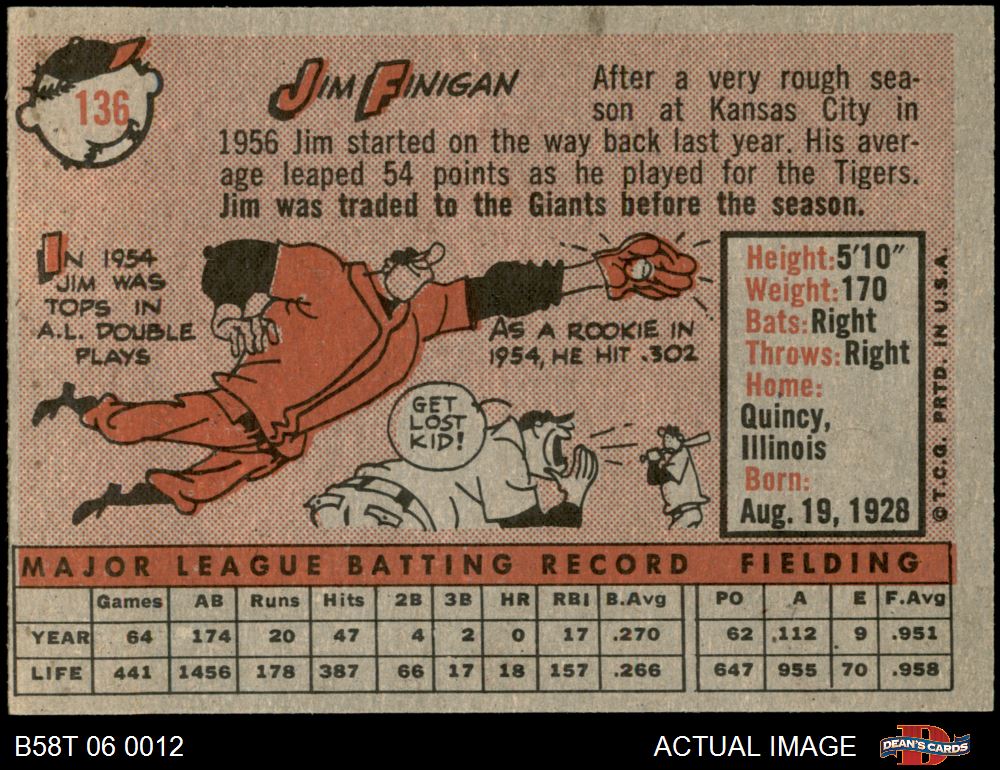 136
JIM FINIGAN
After a very rough sea-
son at Kansas City in
1956 Jim started on the way back last year. His aver-
age leaped 54 points as he played for the Tigers.
Jim was traded to the Giants before the season.
IN 1954
JIM WAS
TOPS IN
A.L. DOUBLE
PLAYS
AS A ROOKIE IN
1954, HE HIT .302
GET
LOST
KID!
Height: 5'10"
Weight: 170
Bats: Right
Throws: Right
Home:
Quincy,
Illinois
Born:
Aug. 19, 1928
© T.C.G. PRTD. IN U.S.A.
MAJOR LEAGUE BATTING RECORD FIELDING
Games AB Runs Hits 2B 3B HR RBI B.Avg PO A E F.Avg
YEAR 64 174 20 47 4 2 0 17 .270 62 112 9 .951
LIFE 441 1456 178 387 66 17 18 157 .266 647 955 70 .958
B58T 06 0012 ACTUAL IMAGE DEAN'S CARDS